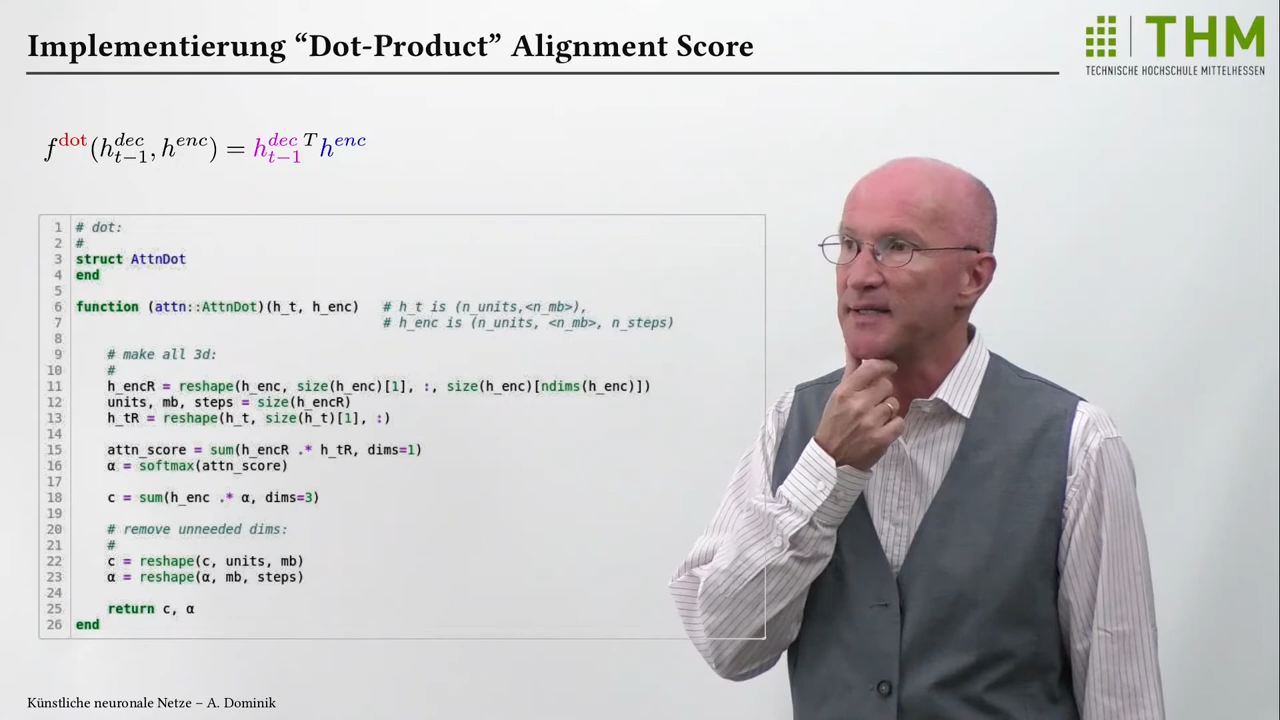 Implementierung “Dot-Product” Alignment Score
THM
TECHNISCHE HOCHSCHULE MITTELHESSEN
f^dot(h_{t−1}^{dec}, h^{enc}) = h_{t−1}^{dec T} h^{enc}
1 # dot:
2 #
3 struct AttnDot
4 end
5
6 function (attn::AttnDot)(h_t, h_enc)   # h_t is (n_units,<n_mb>),
7                                        # h_enc is (n_units, <n_mb>, n_steps)
8
9     # make all 3d:
10     #
11     h_encR = reshape(h_enc, size(h_enc)[1], :, size(h_enc)[ndims(h_enc)])
12     units, mb, steps = size(h_encR)
13     h_tR = reshape(h_t, size(h_t)[1], :)
14
15     attn_score = sum(h_encR .* h_tR, dims=1)
16     α = softmax(attn_score)
17
18     c = sum(h_enc .* α, dims=3)
19
20     # remove unneeded dims:
21     #
22     c = reshape(c, units, mb)
23     α = reshape(α, mb, steps)
24
25     return c, α
26 end
Künstliche neuronale Netze – A. Dominik